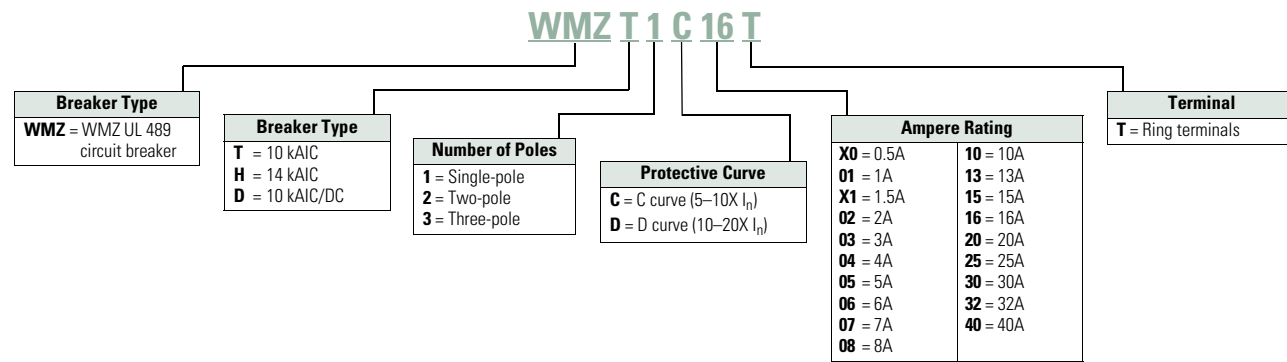 WMZ T 1 C 16 T
Breaker Type
WMZ = WMZ UL 489
circuit breaker
Breaker Type
T = 10 kAIC
H = 14 kAIC
D = 10 kAIC/DC
Number of Poles
1 = Single-pole
2 = Two-pole
3 = Three-pole
Protective Curve
C = C curve (5–10X In)
D = D curve (10–20X In)
Ampere Rating
X0 = 0.5A
01 = 1A
X1 = 1.5A
02 = 2A
03 = 3A
04 = 4A
05 = 5A
06 = 6A
07 = 7A
08 = 8A
10 = 10A
13 = 13A
15 = 15A
16 = 16A
20 = 20A
25 = 25A
30 = 30A
32 = 32A
40 = 40A
Terminal
T = Ring terminals